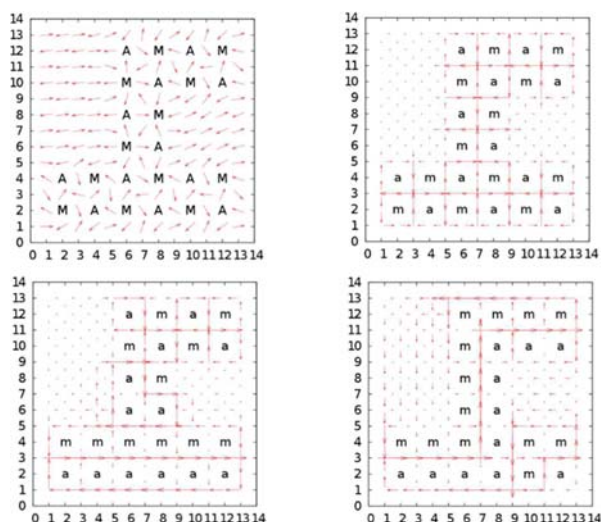 14
13
12 A M A M
11
10 M A M A
9
8 A M
7
6 M A
5
4 A M A M A M
3
2 M A M A M A
1
0
0 1 2 3 4 5 6 7 8 9 10 11 12 13 14
14
13
12 a m a m
11
10 m a m a
9
8 a m
7
6 m a
5
4 a m a m a m
3
2 m a m a m a
1
0
0 1 2 3 4 5 6 7 8 9 10 11 12 13 14
14
13
12 a m a m
11
10 m a m a
9
8 a m
7
6 a a
5
4 m m m m m m
3
2 a a a a a a
1
0
0 1 2 3 4 5 6 7 8 9 10 11 12 13 14
14
13
12 m m m m
11
10 m a a a
9
8 m a
7
6 m a
5
4 m m m a m m
3
2 a a a a m a
1
0
0 1 2 3 4 5 6 7 8 9 10 11 12 13 14